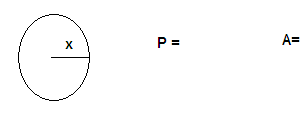 x P = A=